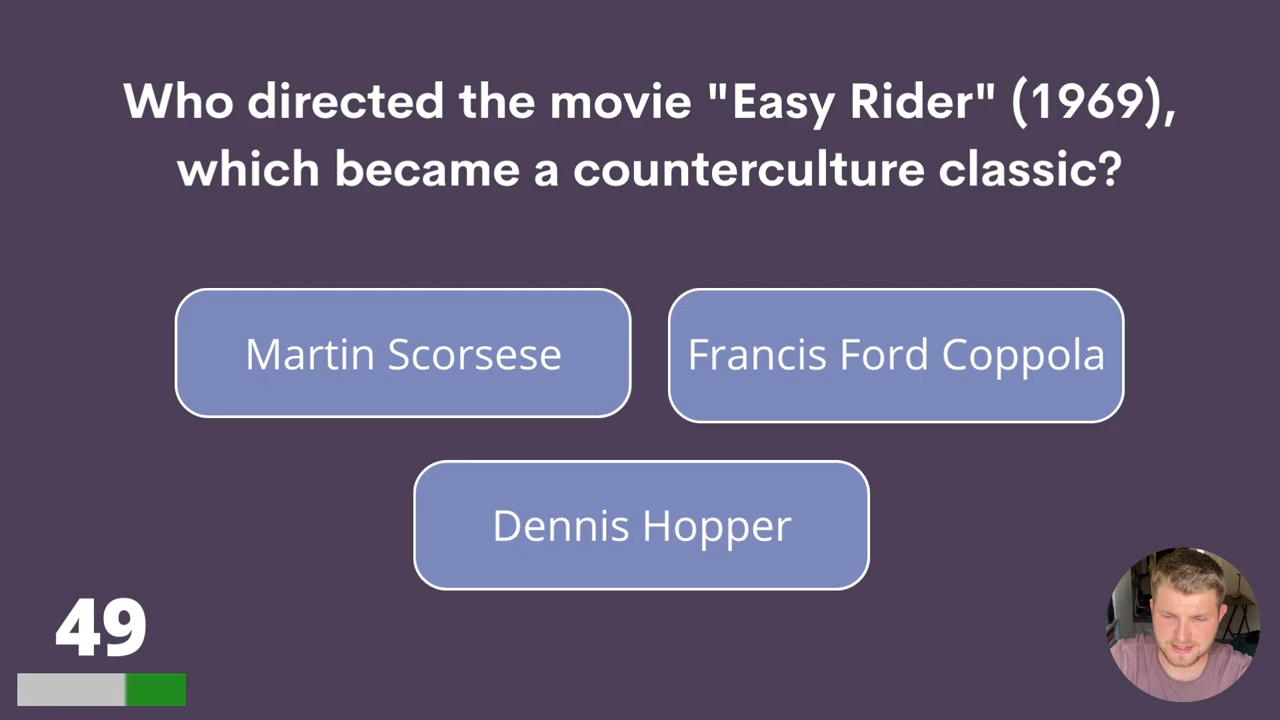 Who directed the movie "Easy Rider" (1969),
which became a counterculture classic?
Martin Scorsese
Francis Ford Coppola
Dennis Hopper
49